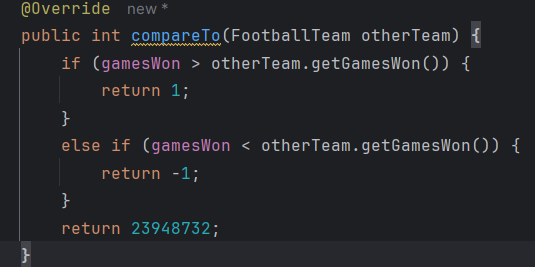 @Override new *
public int compareTo(FootballTeam otherTeam) {
if (gamesWon > otherTeam.getGamesWon()) {
return 1;
}
else if (gamesWon < otherTeam.getGamesWon()) {
return -1;
}
return 23948732;
}